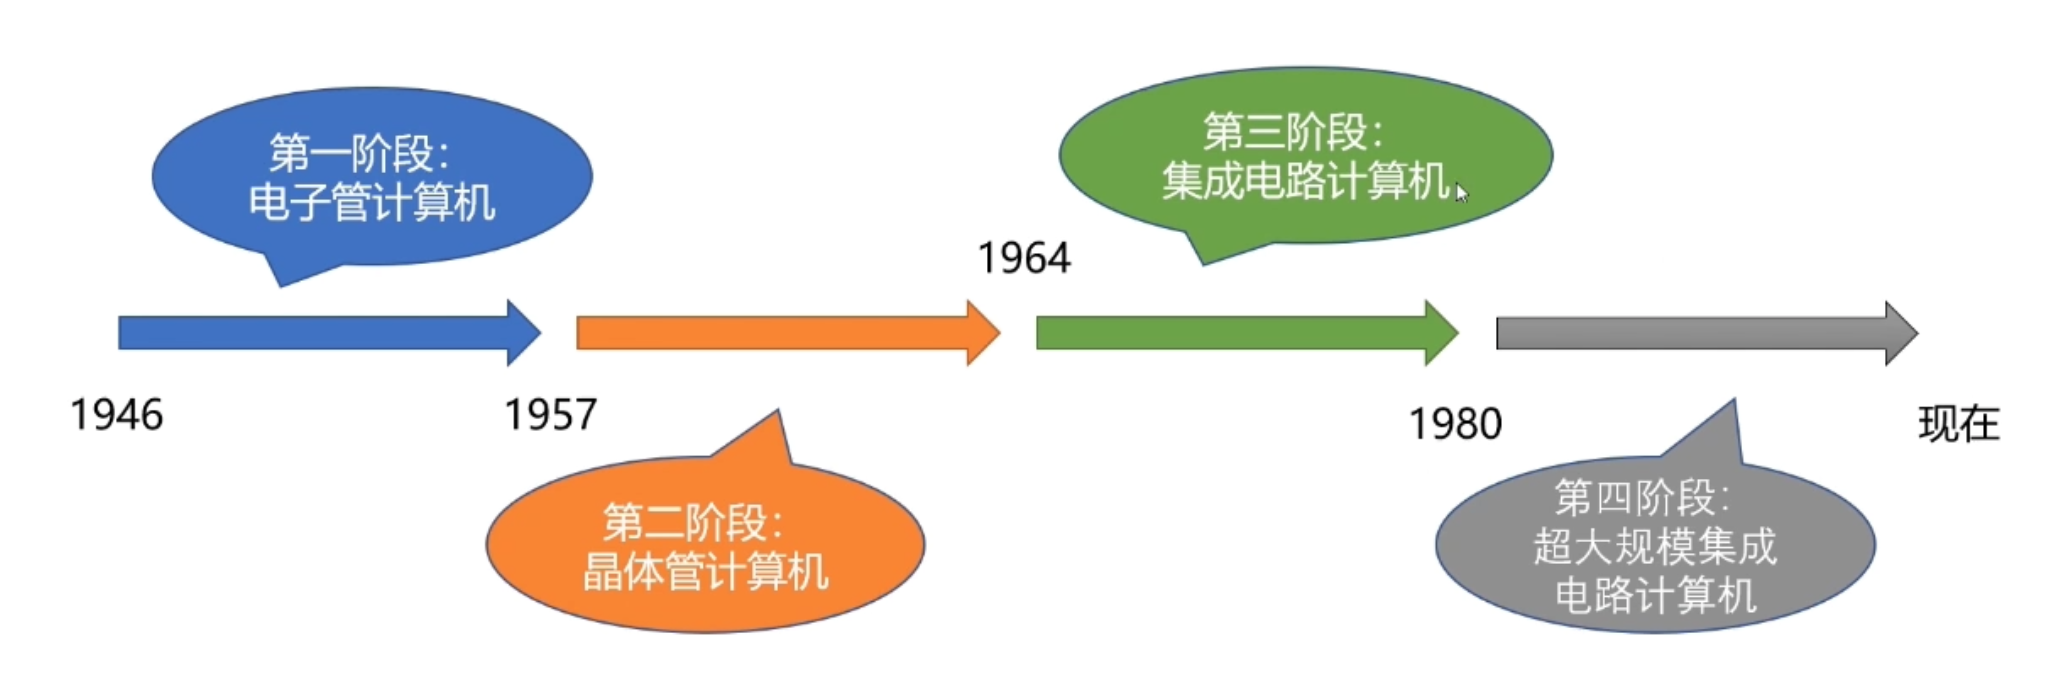 第一阶段：
电子管计算机
第三阶段：
集成电路计算机
1964
1946
1957
1980
现在
第二阶段：
晶体管计算机
第四阶段：
超大规模集成
电路计算机